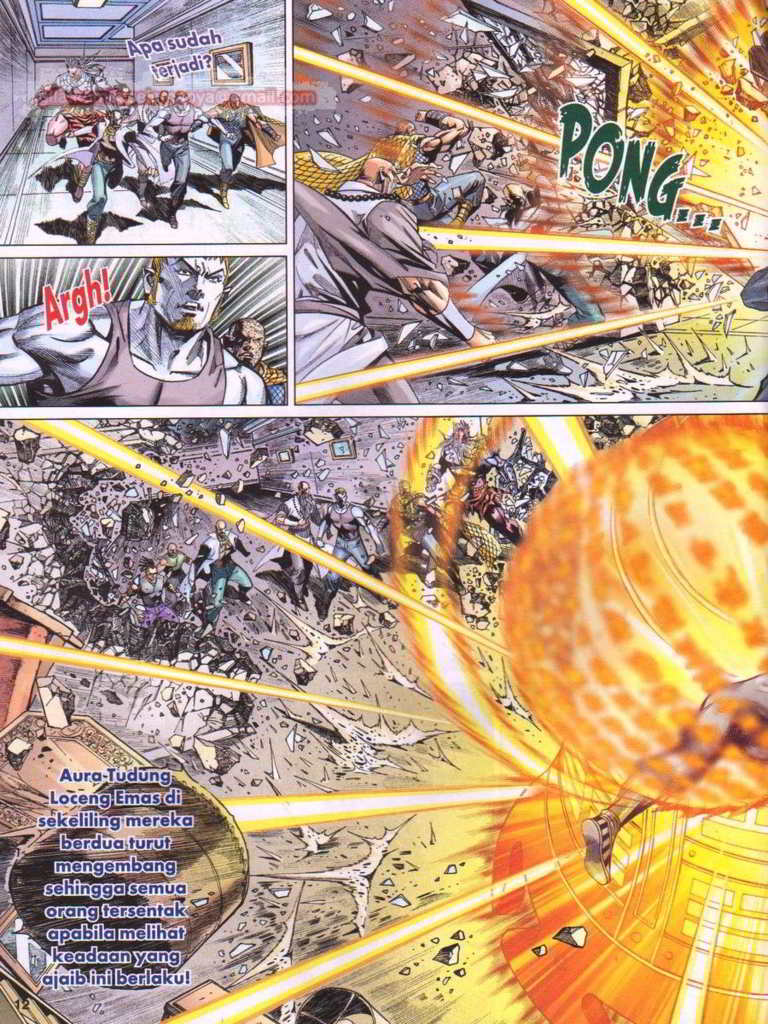 Apa sudah
terjadi?
PONG...
Argh!
Aura-Tudung
Loceng Emas di
sekeliling mereka
berdua turut
mengembang
sehingga semua
orang tersentak
apabila melihat
keadaan yang
ajaib ini berlaku!
12